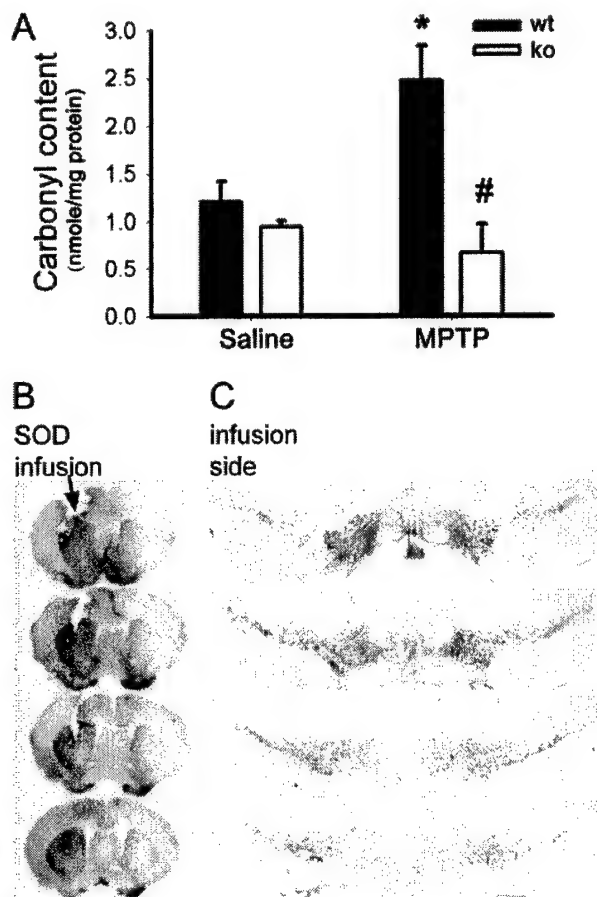 A
wt
ko
Carbonyl content
(nmole/mg protein)
3.0
2.5
2.0
1.5
1.0
0.5
0.0
*
#
Saline MPTP
B C
SOD
infusion
infusion
side